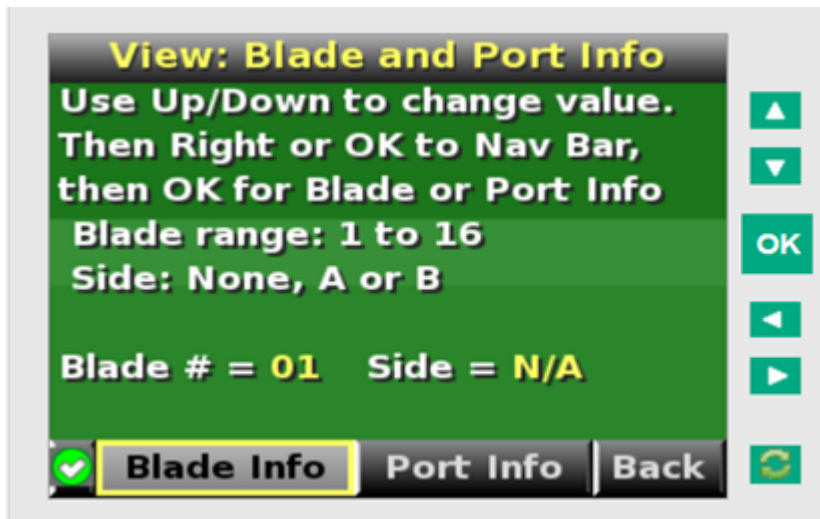 View: Blade and Port Info
Use Up/Down to change value.
Then Right or OK to Nav Bar,
then OK for Blade or Port Info
Blade range: 1 to 16
Side: None, A or B
OK
Blade # = 01 Side = N/A
Blade Info Port Info Back